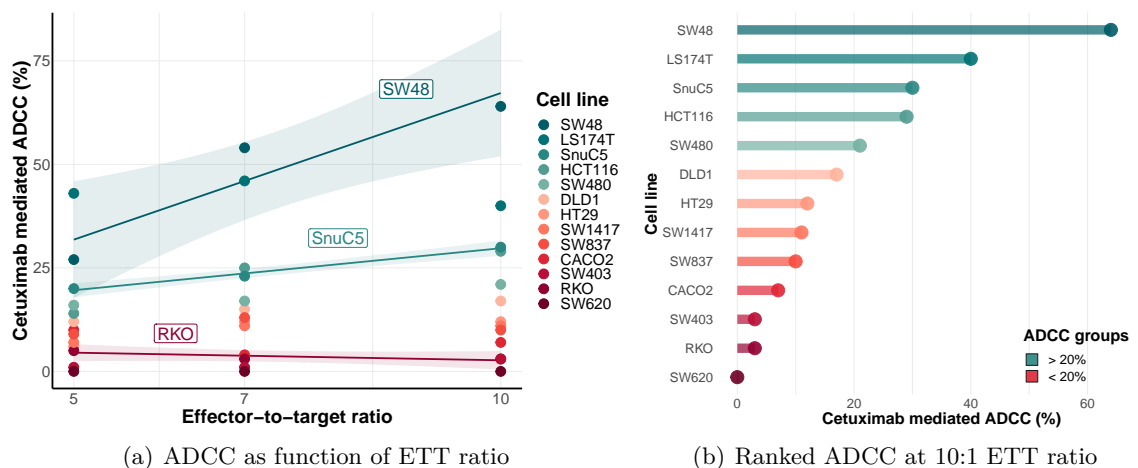 Cetuximab mediated ADCC (%)
75
50
25
0
5
7
10
Effector−to−target ratio
SW48
SnuC5
RKO
Cell line
SW48
LS174T
SnuC5
HCT116
SW480
DLD1
HT29
SW1417
SW837
CACO2
SW403
RKO
SW620
(a) ADCC as function of ETT ratio
Cell line
SW48
LS174T
SnuC5
HCT116
SW480
DLD1
HT29
SW1417
SW837
CACO2
SW403
RKO
SW620
ADCC groups
> 20%
< 20%
0
20
40
60
Cetuximab mediated ADCC (%)
(b) Ranked ADCC at 10:1 ETT ratio